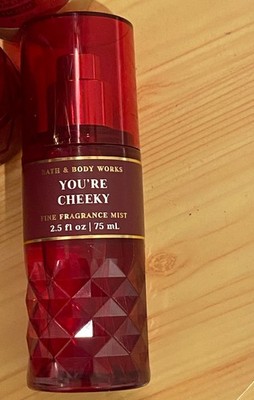 BATH & BODY WORKS
YOU'RE
CHEEKY
FINE FRAGRANCE MIST
2.5 fl oz | 75 mL